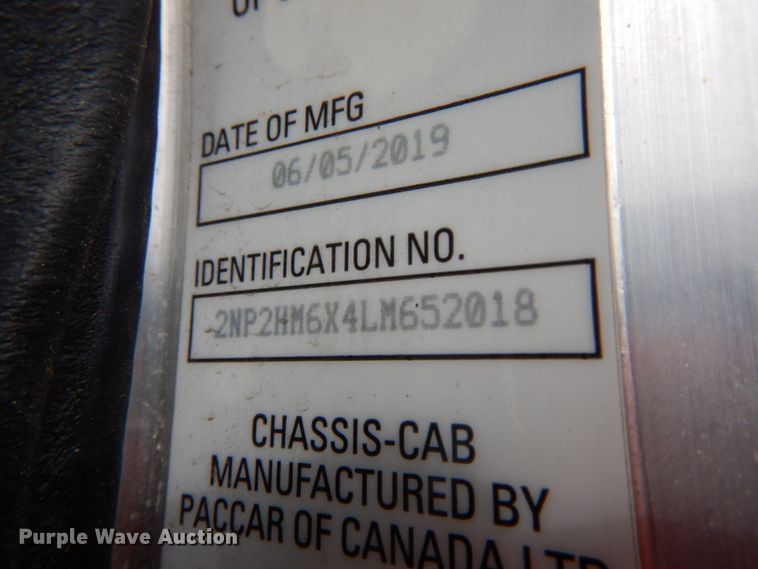 DATE OF MFG
06/05/2019
IDENTIFICATION NO.
2NP2HM6X4LM652018
CHASSIS-CAB
MANUFACTURED BY
PACCAR OF CANADA LTD
Purple Wave Auction